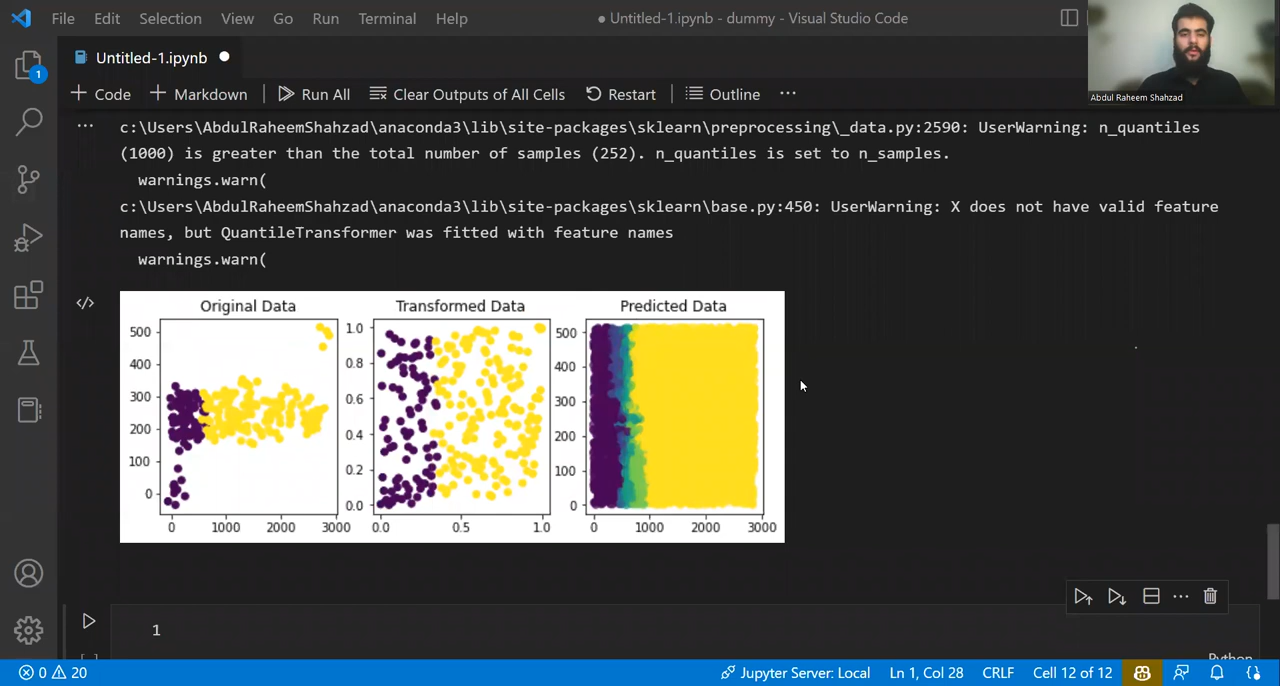 File Edit Selection View Go Run Terminal Help ● Untitled-1.ipynb - dummy - Visual Studio Code
Untitled-1.ipynb ●
1
+ Code + Markdown Run All Clear Outputs of All Cells Restart Outline ...
Abdul Raheem Shahzad
... c:\Users\AbdulRaheemShahzad\anaconda3\lib\site-packages\sklearn\preprocessing\_data.py:2590: UserWarning: n_quantiles
(1000) is greater than the total number of samples (252). n_quantiles is set to n_samples.
warnings.warn(
c:\Users\AbdulRaheemShahzad\anaconda3\lib\site-packages\sklearn\base.py:450: UserWarning: X does not have valid feature
names, but QuantileTransformer was fitted with feature names
warnings.warn(
Original Data Transformed Data Predicted Data
500 1.0 500
400 0.8 400
300 0.6 300
200 0.4 200
100 0.2 100
0 0.0 0
0 1000 2000 3000 0.0 0.5 1.0 0 1000 2000 3000
1
[ ] Python
0 20 Jupyter Server: Local Ln 1, Col 28 CRLF Cell 12 of 12